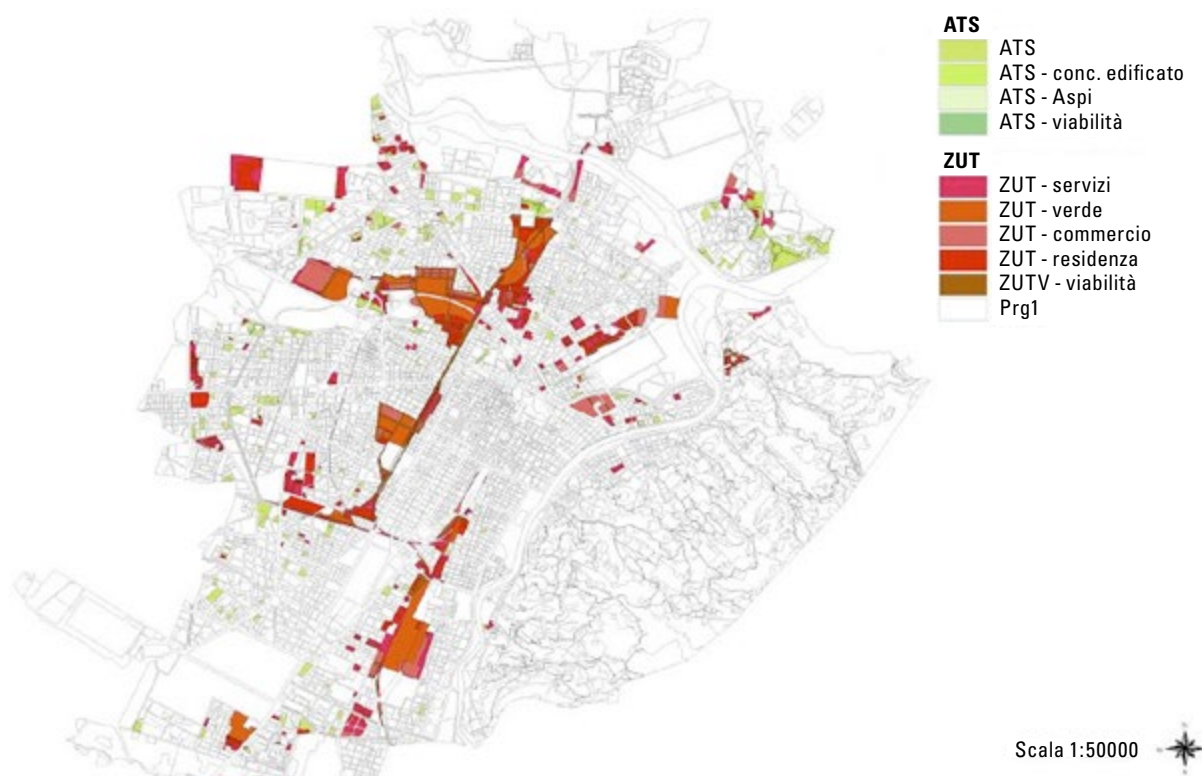 ATS
ATS
ATS - conc. edificato
ATS - Aspi
ATS - viabilità
ZUT
ZUT - servizi
ZUT - verde
ZUT - commercio
ZUT - residenza
ZUTV - viabilità
Prg1
Scala 1:50000